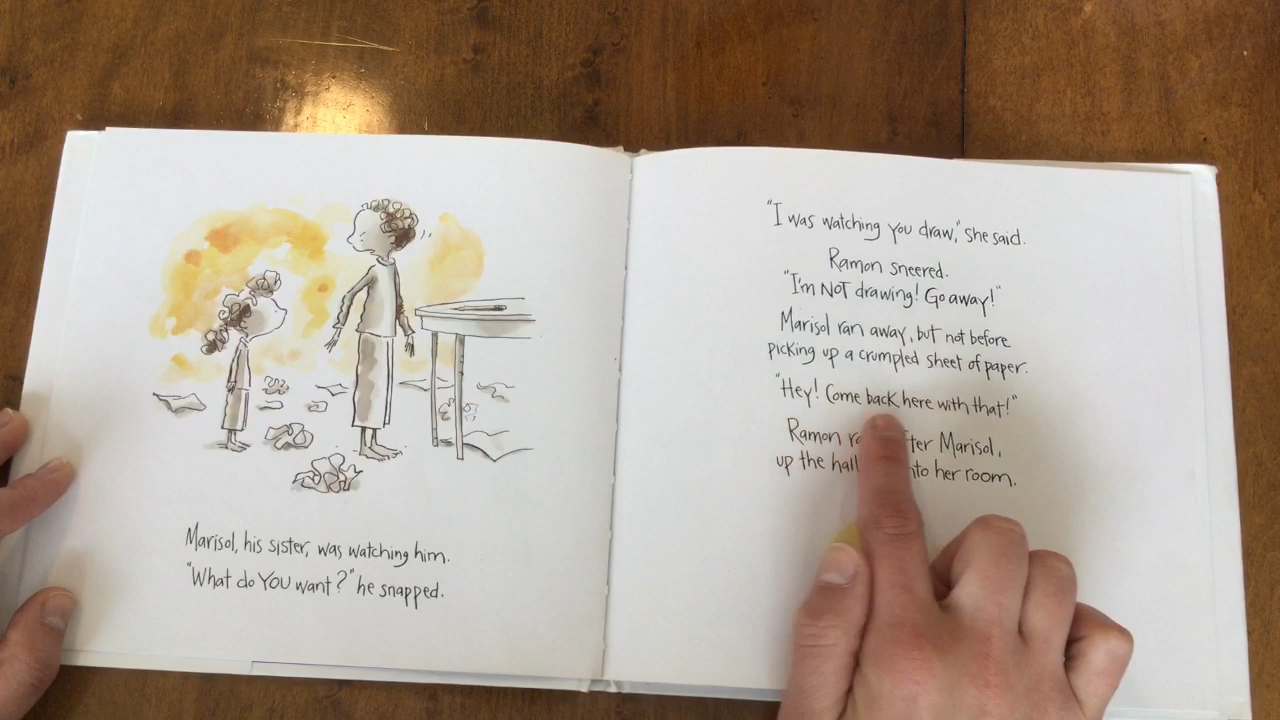 Marisol, his sister, was watching him.
"What do YOU want?" he snapped.
"I was watching you draw," she said.
Ramon sneered.
"I'm NOT drawing! Go away!"
Marisol ran away, but not before
picking up a crumpled sheet of paper.
"Hey! Come back here with that!"
Ramon Marisol,
up the hall her room.